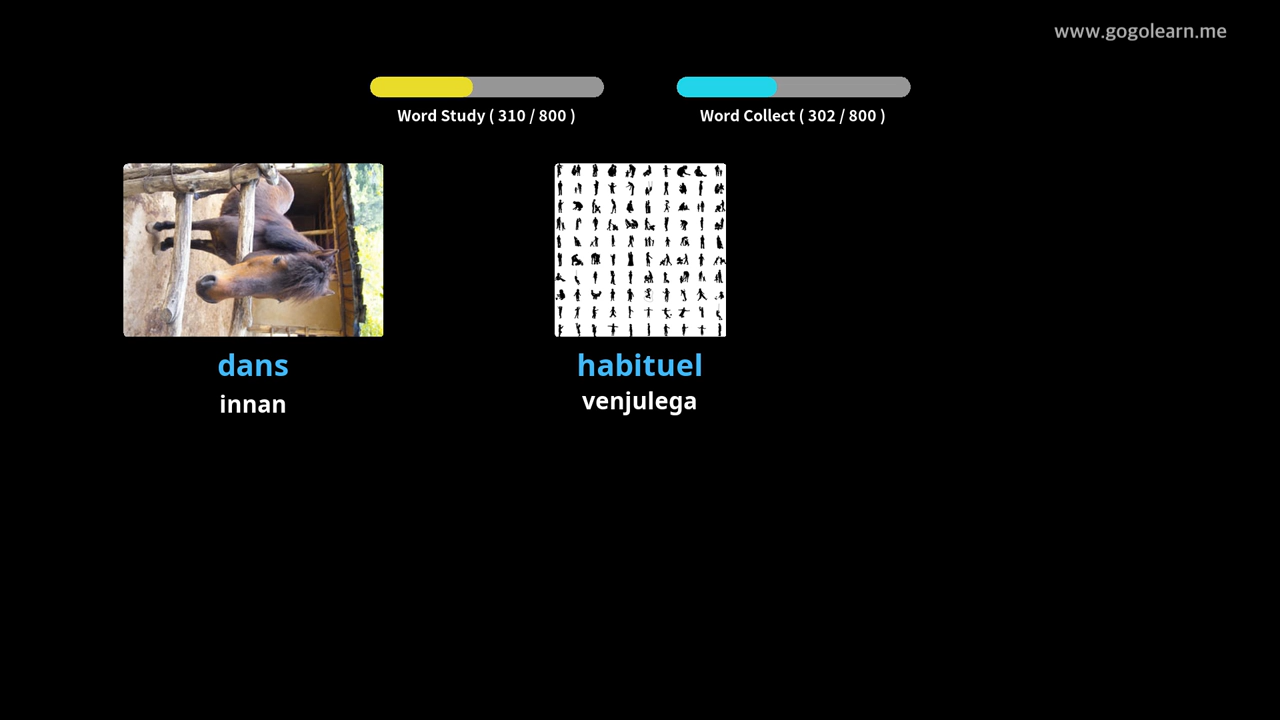 www.gogolearn.me
Word Study ( 310 / 800 )
Word Collect ( 302 / 800 )
dans
innan
habituel
venjulega